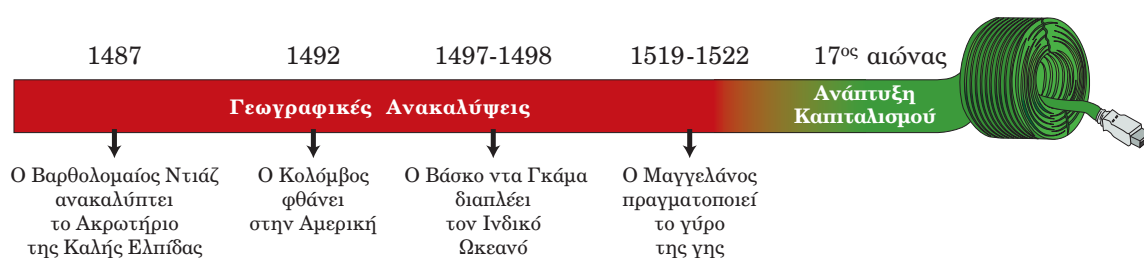 1487
1492
1497-1498
1519-1522
17ος αιώνας
Γεωγραφικές Ανακαλύψεις
Ανάπτυξη
Καπιταλισμού
Ο Βαρθολομαίος Ντιάζ
ανακαλύπτει
το Ακρωτήριο
της Καλής Ελπίδας
Ο Κολόμβος
φθάνει
στην Αμερική
Ο Βάσκο ντα Γκάμα
διαπλέει
τον Ινδικό
Ωκεανό
Ο Μαγγελάνος
πραγματοποιεί
το γύρο
της γης